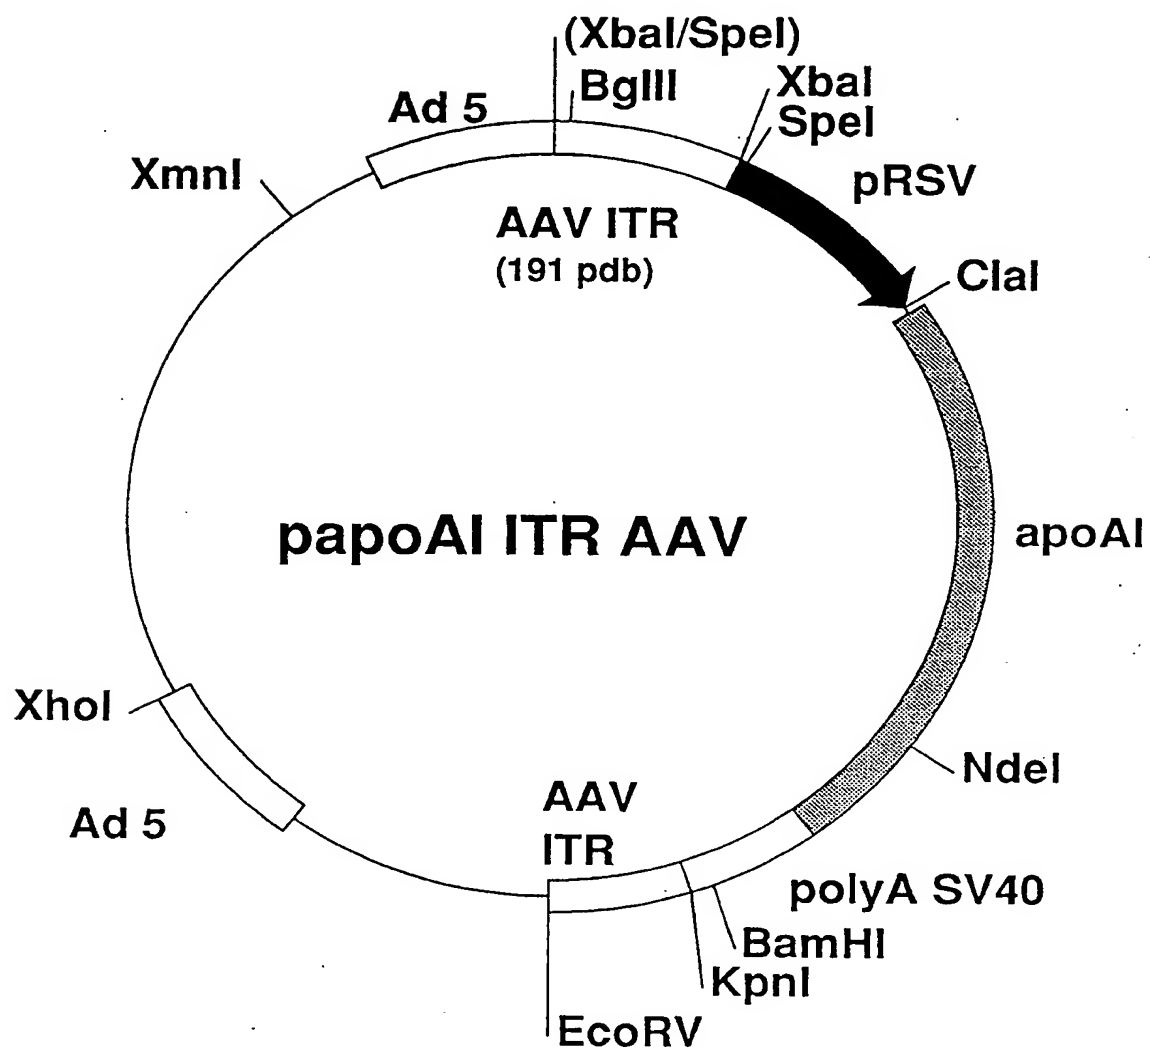 (XbaI/SpeI)
BglII
XbaI
SpeI
Ad 5
XmnI
pRSV
AAV ITR
(191 pdb)
ClaI
papoAI ITR AAV
apoAI
XhoI
NdeI
Ad 5
AAV
ITR
polyA SV40
BamHI
KpnI
EcoRV